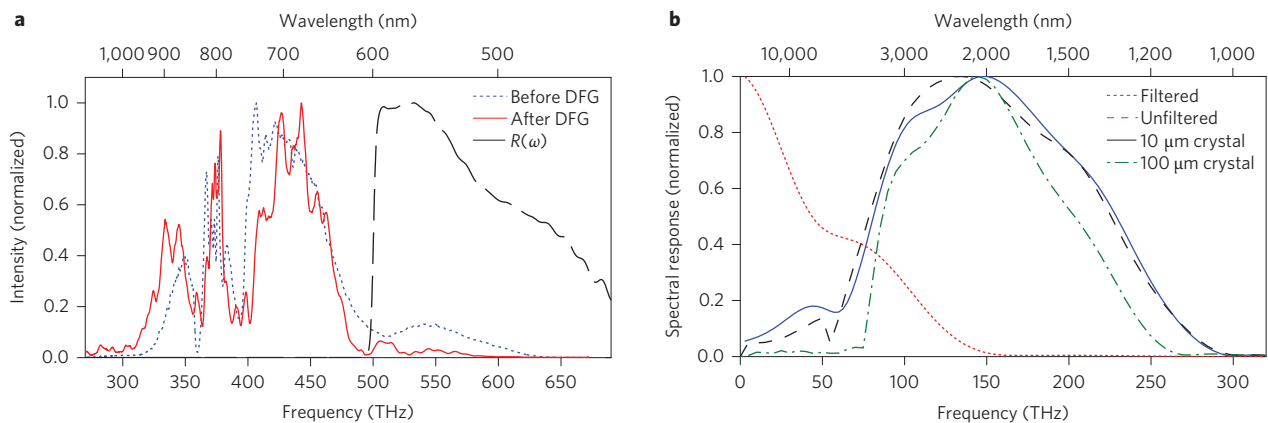 a
Wavelength (nm)
1,000 900 800 700 600 500
Intensity (normalized)
1.0
0.8
0.6
0.4
0.2
0.0
Before DFG
After DFG
R(ω)
300 350 400 450 500 550 600 650
Frequency (THz)
b
Wavelength (nm)
10,000 3,000 2,000 1,500 1,200 1,000
Spectral response (normalized)
1.0
0.8
0.6
0.4
0.2
0.0
Filtered
Unfiltered
10 μm crystal
100 μm crystal
0 50 100 150 200 250 300
Frequency (THz)